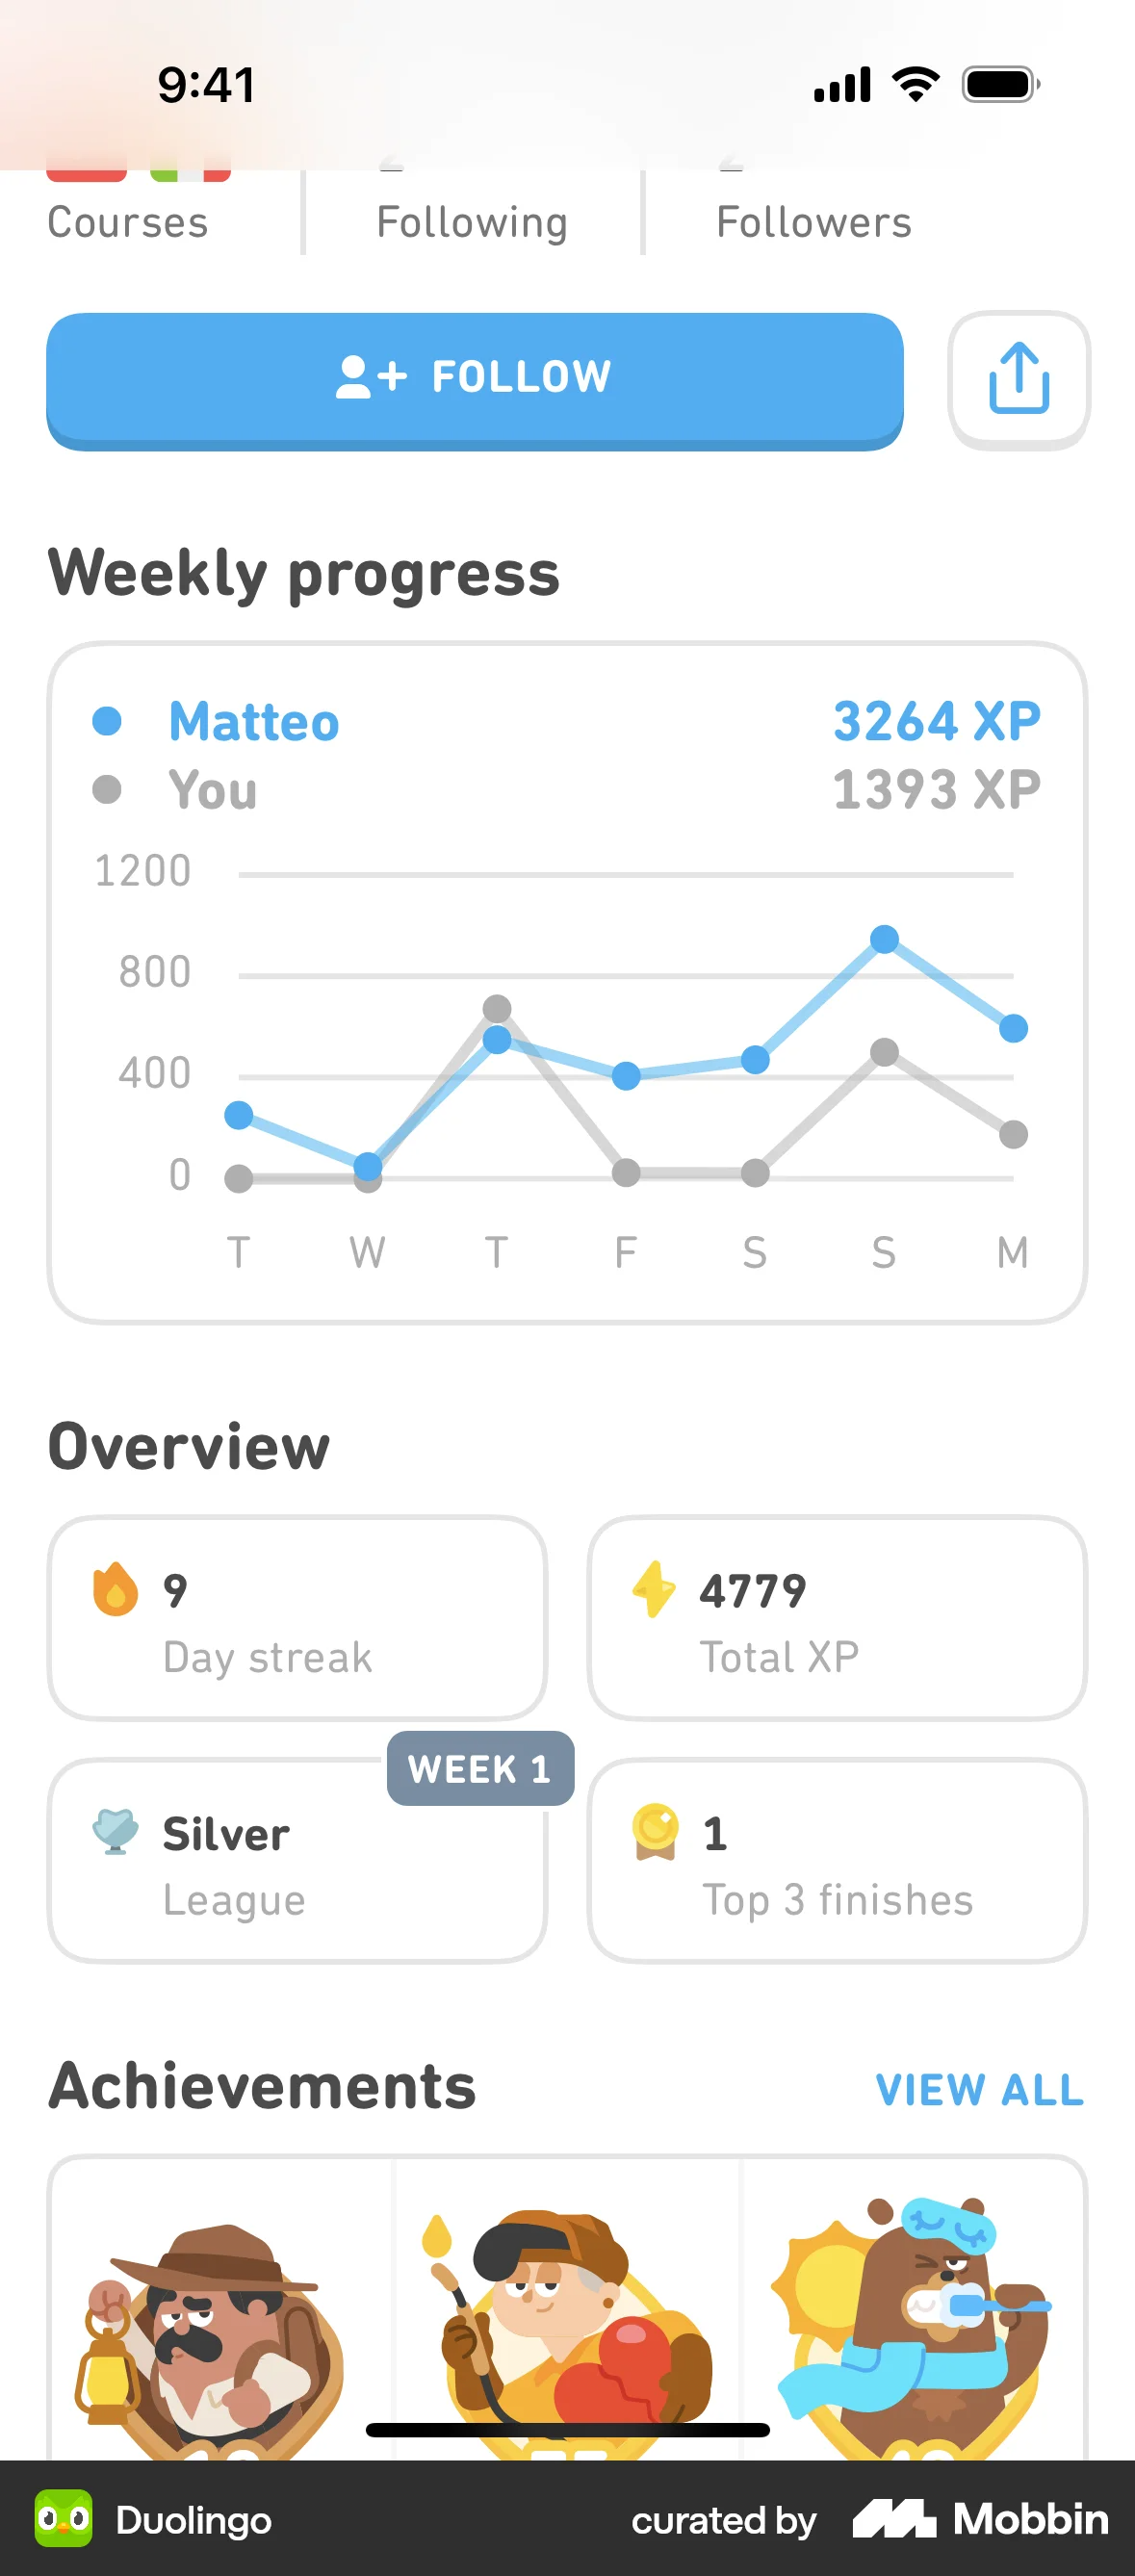 9:41
Courses
Following
Followers
FOLLOW
Weekly progress
Matteo 3264 XP
You 1393 XP
1200
800
400
0
T W T F S S M
Overview
9
Day streak
4779
Total XP
WEEK 1
Silver
League
1
Top 3 finishes
Achievements VIEW ALL
Duolingo curated by Mobbin